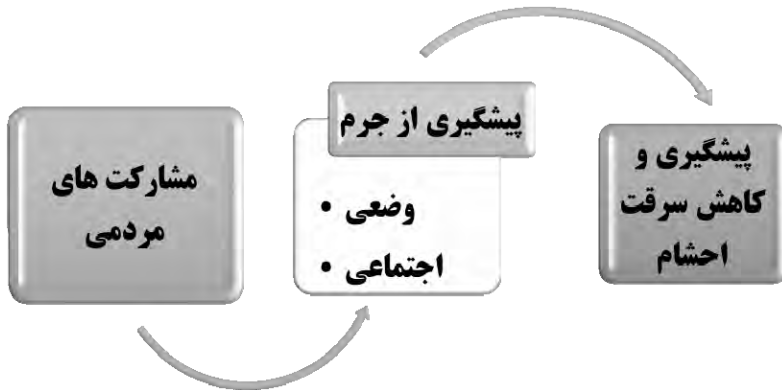 مشارکت های
مردمی
پیشگیری از جرم
• وضعی
• اجتماعی
پیشگیری و
کاهش سرقت
احشام